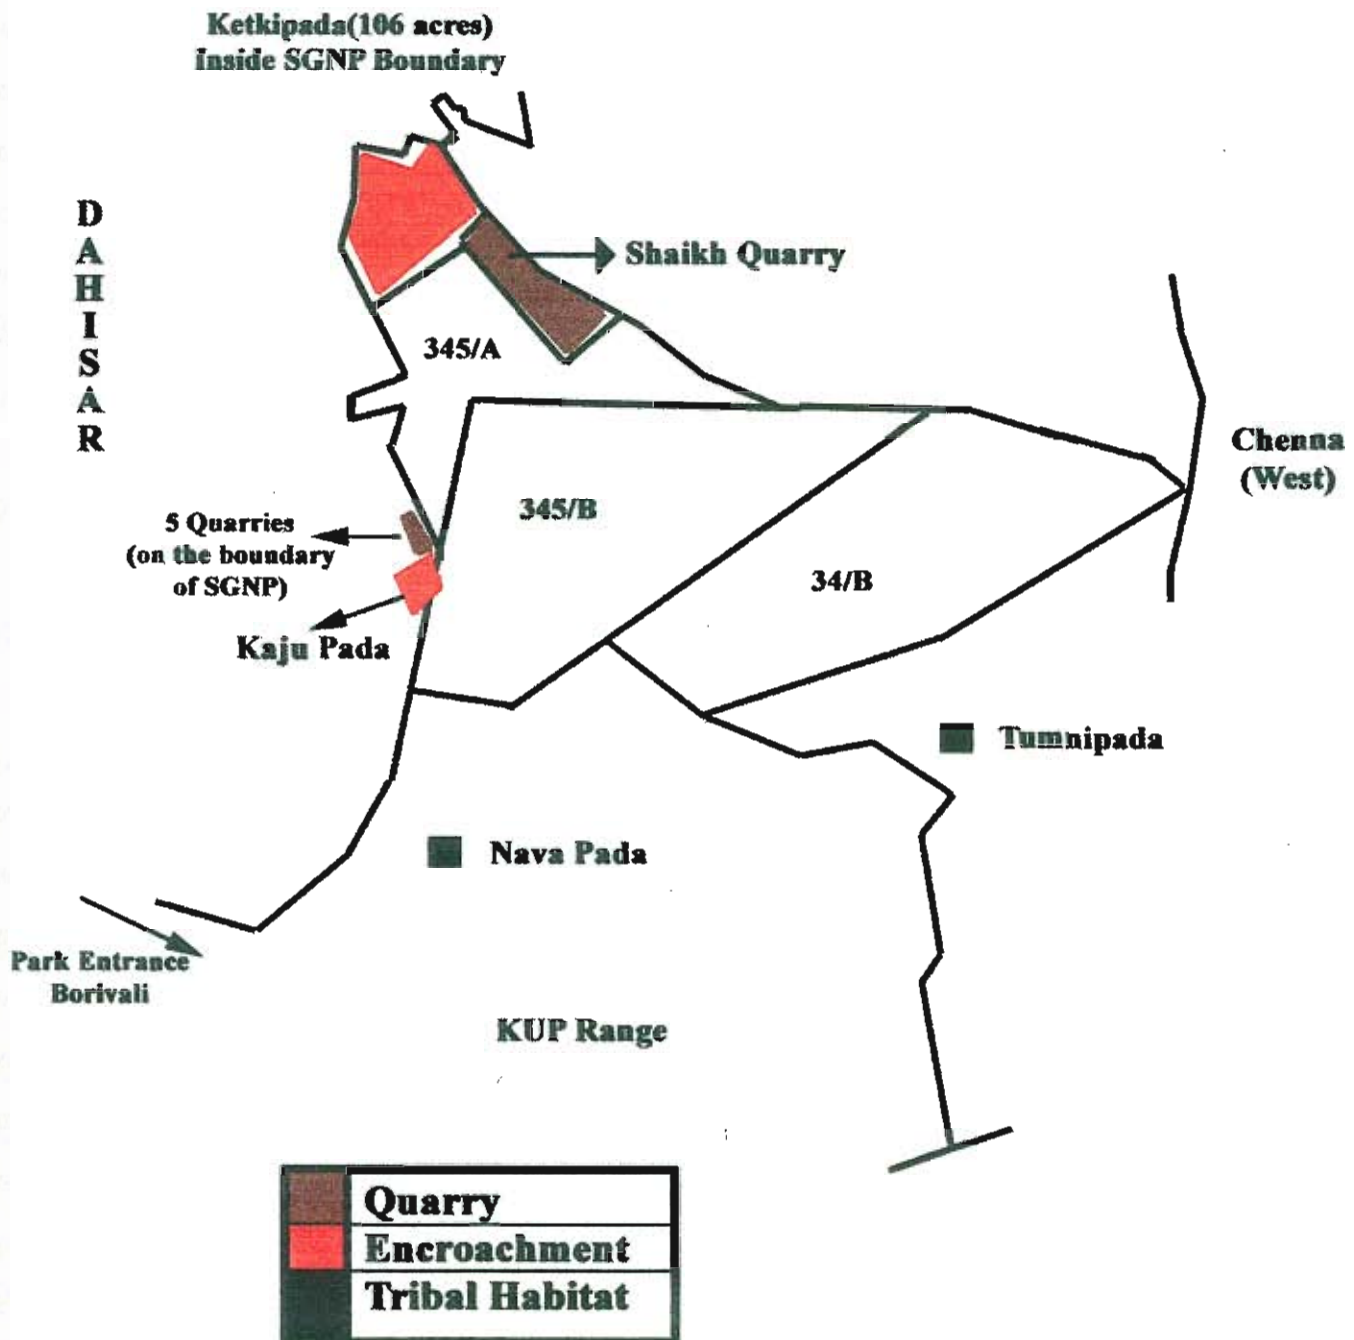 Ketkipada(106 acres)
Inside SGNP Boundary
DAHISAR
Shaikh Quarry
345/A
Chenna
(West)
345/B
5 Quarries
(on the boundary
of SGNP)
34/B
Kaju Pada
Tumnipada
Nava Pada
Park Entrance
Borivali
KUP Range
Quarry
Encroachment
Tribal Habitat